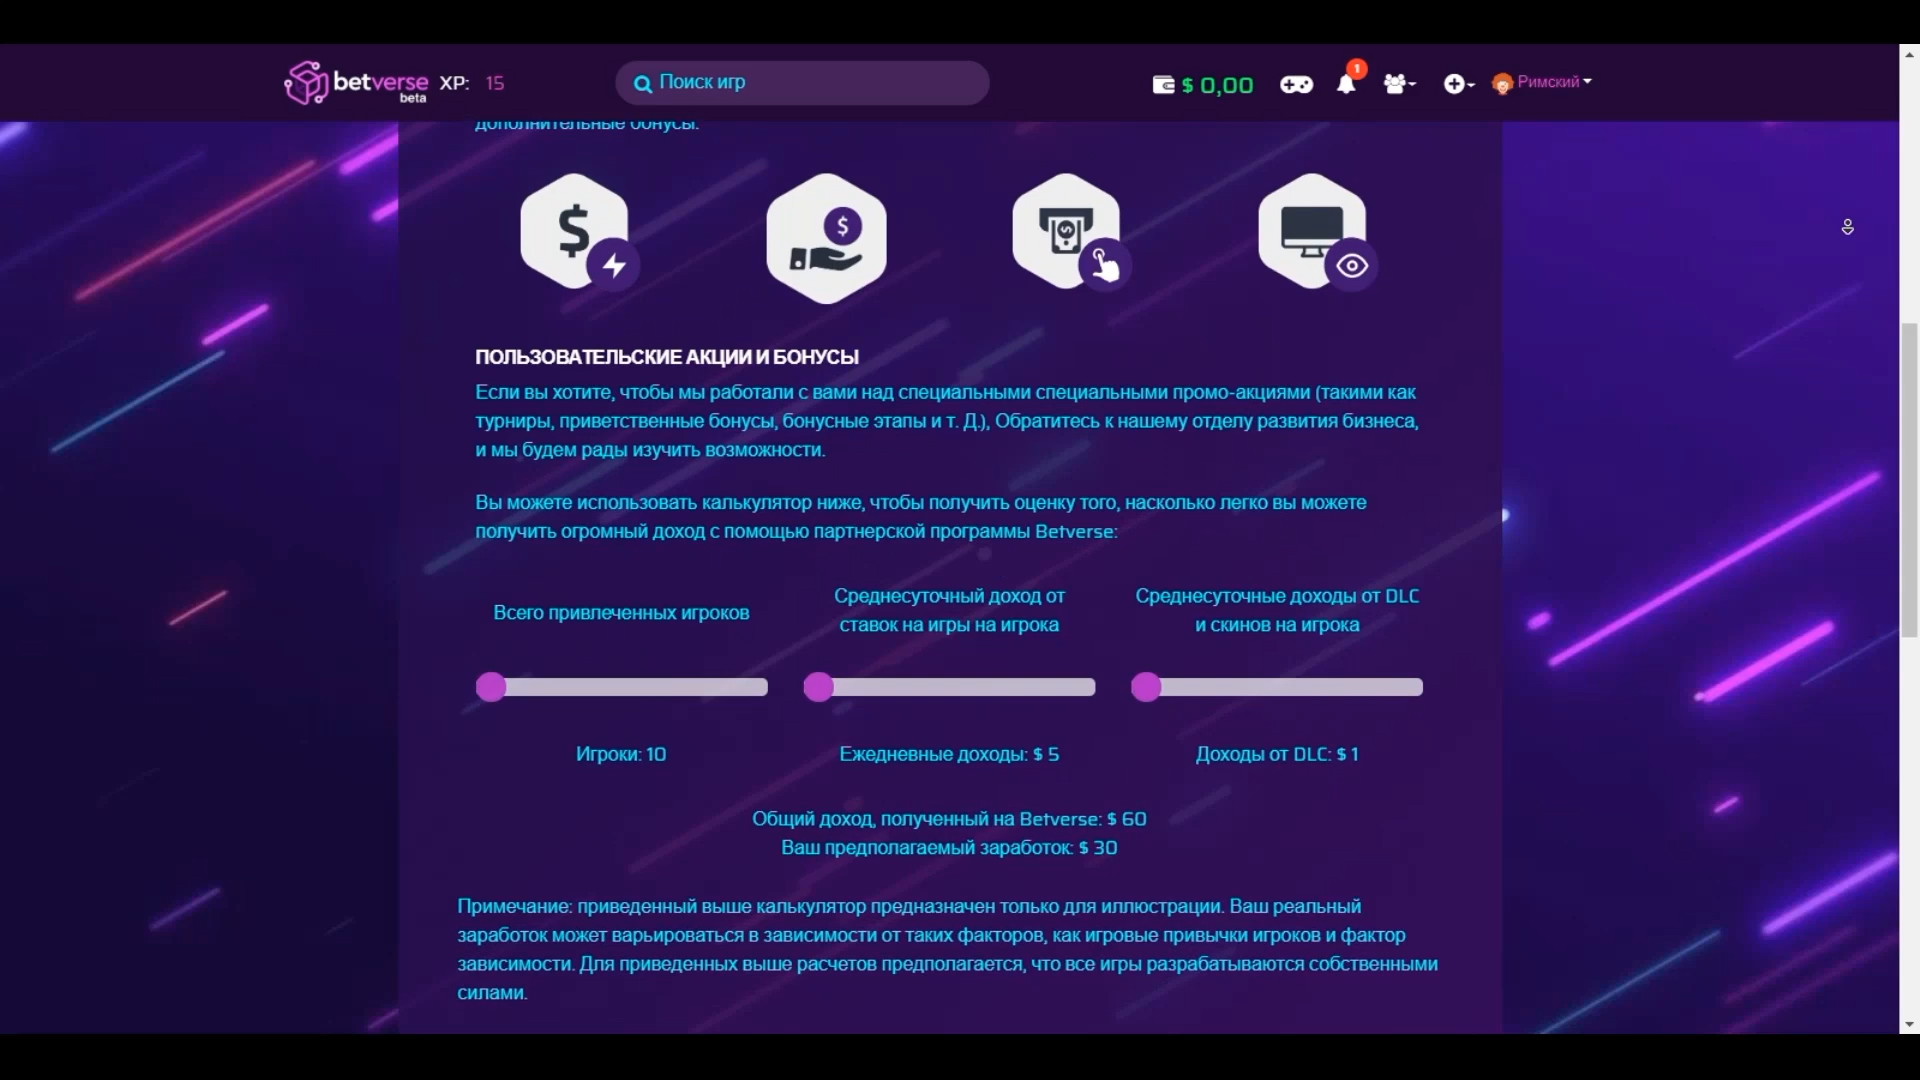 betverse
beta
XP: 15
Поиск игр
$ 0,00
1
Римский
дополнительные бонусы.
ПОЛЬЗОВАТЕЛЬСКИЕ АКЦИИ И БОНУСЫ
Если вы хотите, чтобы мы работали с вами над специальными специальными промо-акциями (такими как
турниры, приветственные бонусы, бонусные этапы и т. Д.), Обратитесь к нашему отделу развития бизнеса,
и мы будем рады изучить возможности.
Вы можете использовать калькулятор ниже, чтобы получить оценку того, насколько легко вы можете
получить огромный доход с помощью партнерской программы Betverse:
Всего привлеченных игроков
Среднесуточный доход от
ставок на игры на игрока
Среднесуточные доходы от DLC
и скинов на игрока
Игроки: 10
Ежедневные доходы: $ 5
Доходы от DLC: $ 1
Общий доход, полученный на Betverse: $ 60
Ваш предполагаемый заработок: $ 30
Примечание: приведенный выше калькулятор предназначен только для иллюстрации. Ваш реальный
заработок может варьироваться в зависимости от таких факторов, как игровые привычки игроков и фактор
зависимости. Для приведенных выше расчетов предполагается, что все игры разрабатываются собственными
силами.